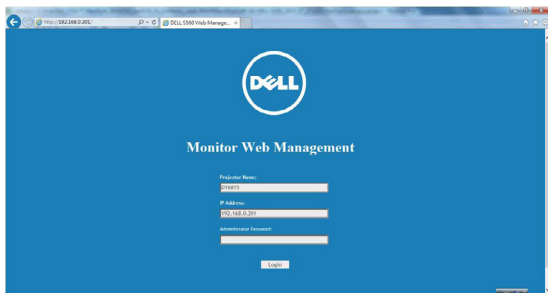 http://192.168.0.201/
DELL S560 Web Manage...
DELL
Monitor Web Management
Projector Name:
IP Address:
192.168.0.201
Administrator Password:
Login